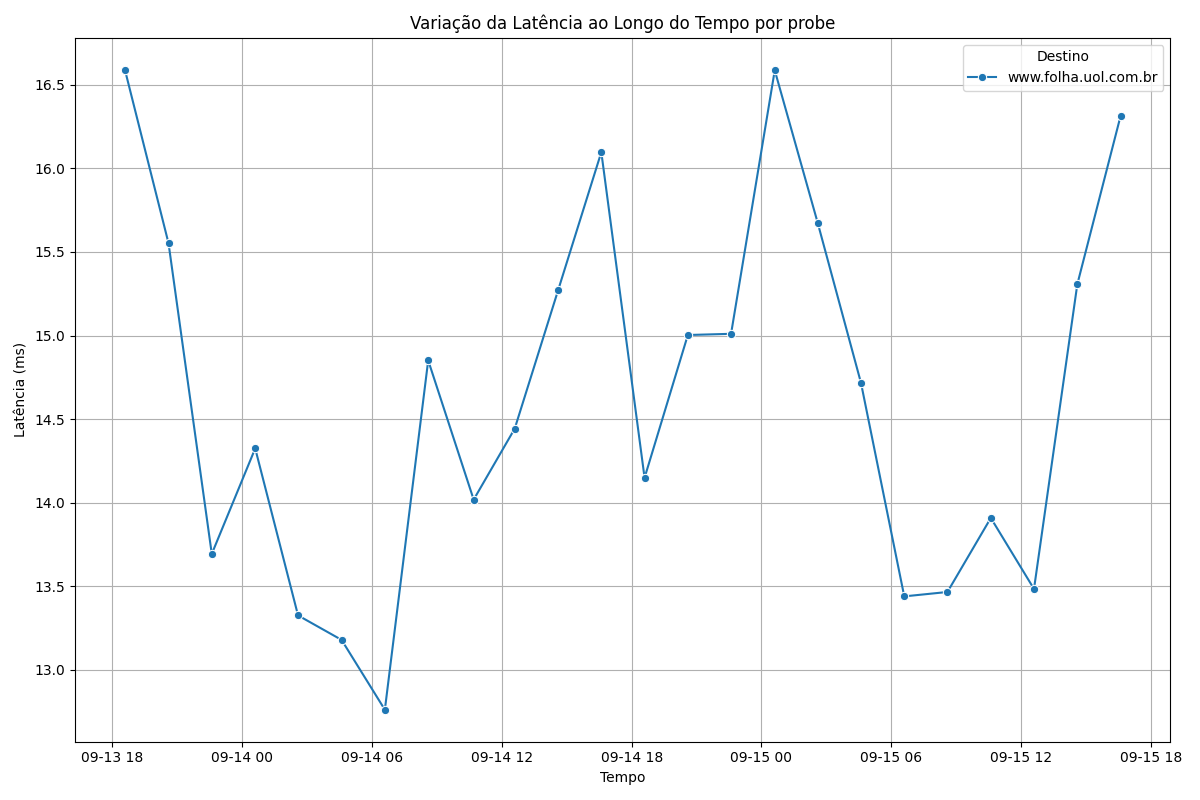 Variação da Latência ao Longo do Tempo por probe
Destino
www.folha.uol.com.br
Latência (ms)
16.5
16.0
15.5
15.0
14.5
14.0
13.5
13.0
09-13 18 09-14 00 09-14 06 09-14 12 09-14 18 09-15 00 09-15 06 09-15 12 09-15 18
Tempo